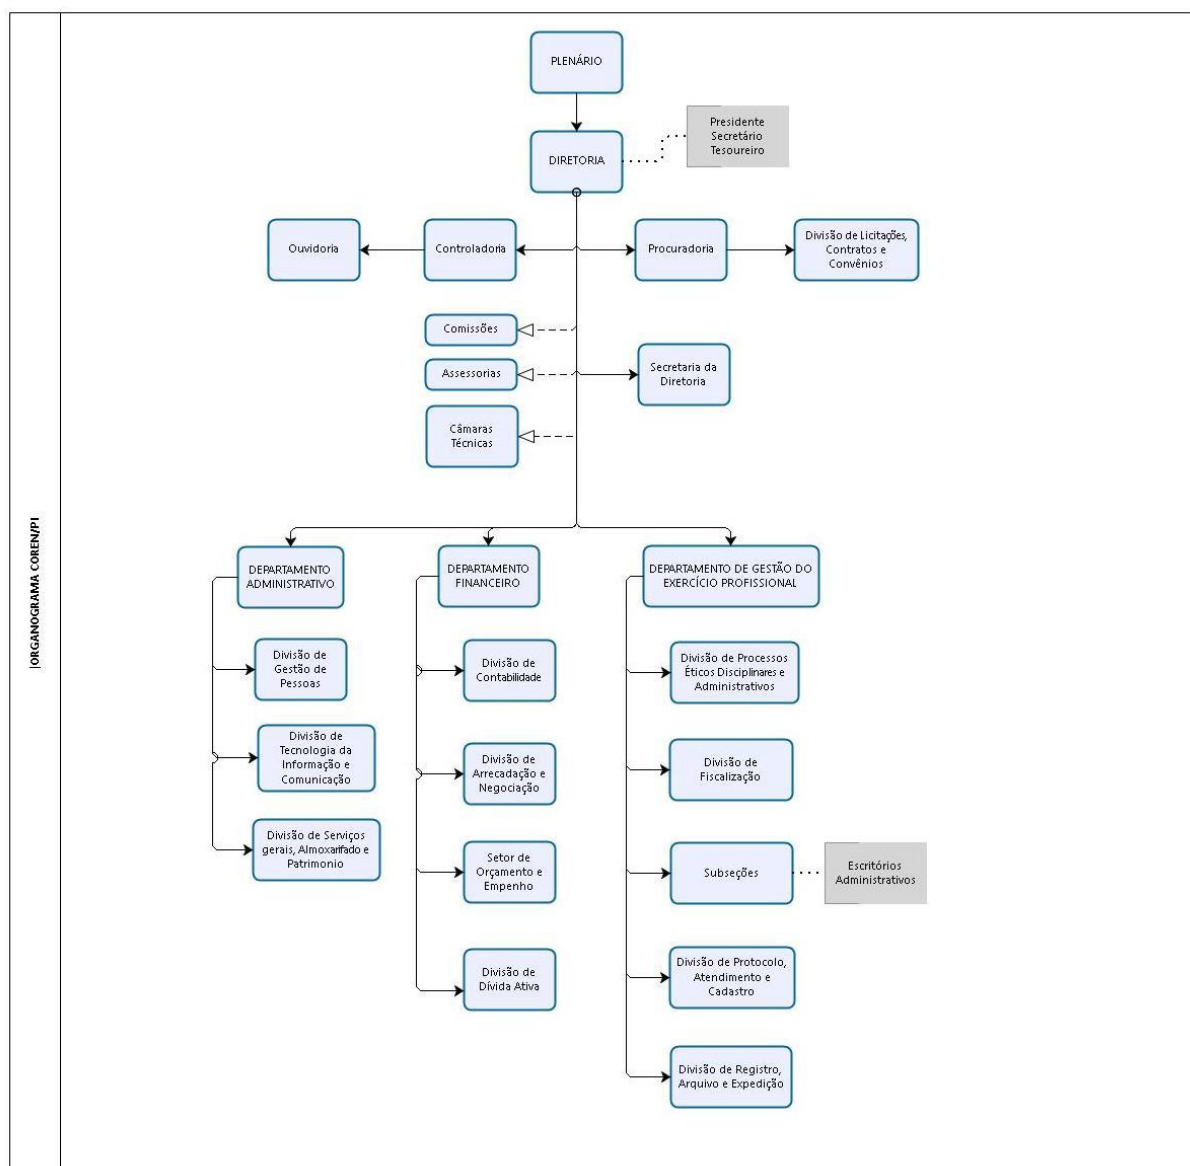 PLENÁRIO
Presidente
Secretário
Tesoureiro
DIRETORIA
Ouvidoria
Controladoria
Procuradoria
Divisão de Licitações,
Contratos e
Convênios
Comissões
Assessorias
Secretaria da
Diretoria
Câmaras
Técnicas
|ORGANOGRAMA COREN/PI
DEPARTAMENTO
ADMINISTRATIVO
DEPARTAMENTO
FINANCEIRO
DEPARTAMENTO DE GESTÃO DO
EXERCÍCIO PROFISSIONAL
Divisão de
Gestão de
Pessoas
Divisão de
Contabilidade
Divisão de Processos
Éticos Disciplinares e
Administrativos
Divisão de
Tecnologia da
Informação e
Comunicação
Divisão de
Arrecadação e
Negociação
Divisão de
Fiscalização
Divisão de Serviços
gerais, Almoxarifado e
Patrimonio
Setor de
Orçamento e
Empenho
Subseções
Escritórios
Administrativos
Divisão de
Dívida Ativa
Divisão de Protocolo,
Atendimento e
Cadastro
Divisão de Registro,
Arquivo e Expedição